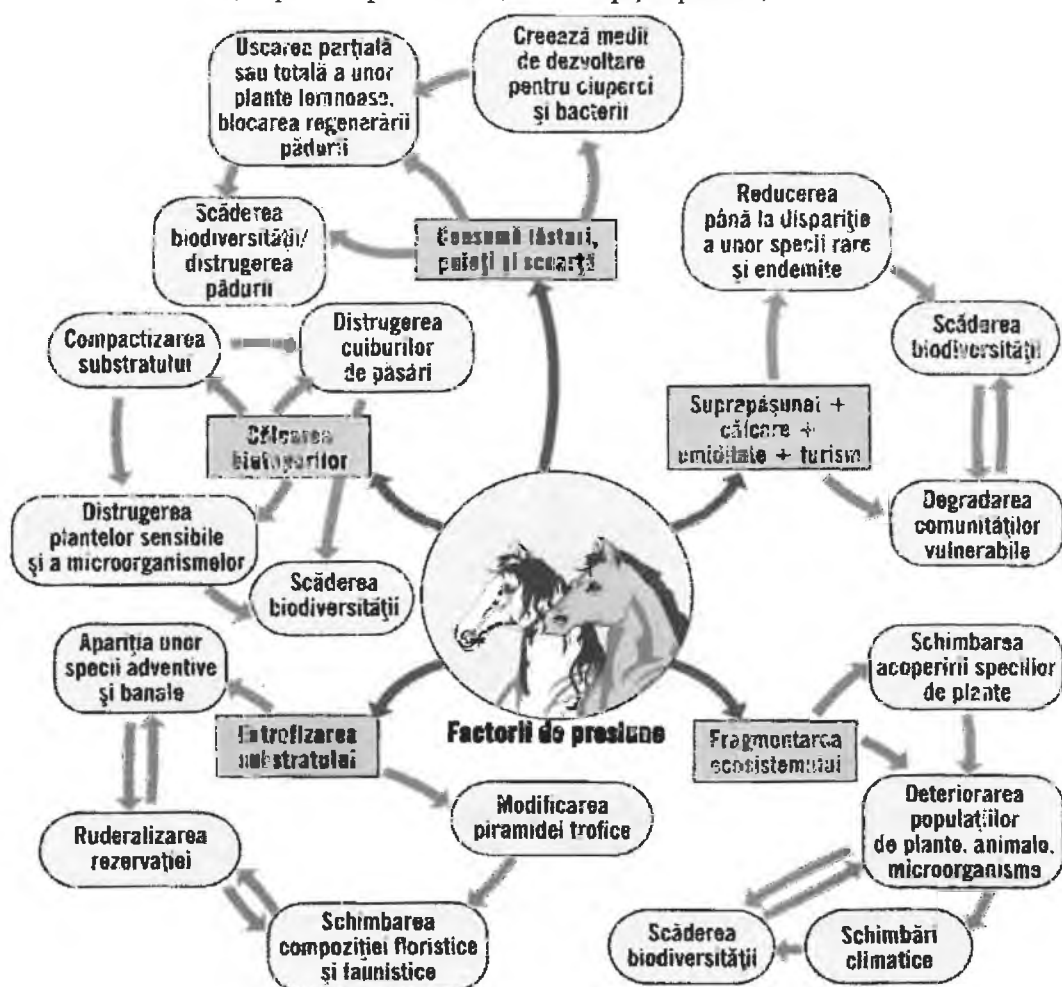 Uscarea parțială
sau totală a unor
plante lemnoase,
blocarea regenerării
pădurii
Creează medii
de dezvoltare
pentru ciuperci
și bacterii
Scăderea
biodiversității/
distrugerea
pădurii
Consumă lăstari,
puieți și scoarță
Reducerea
până la dispariție
a unor specii rare
și endemite
Scăderea
biodiversității
Compactizarea
substratului
Distrugerea
cuiburilor
de păsări
Călcarea
biotopurilor
Suprapășunat +
călcare +
umiditate + turism
Distrugerea
plantelor sensibile
și a microorganismelor
Scăderea
biodiversității
Degradarea
comunităților
vulnerabile
Apariția unor
specii adventive
și banale
Eutrofizarea
substratului
Factorii de presiune
Fragmentarea
ecosistemului
Schimbarea
acoperirii speciilor
de plante
Ruderalizarea
rezervației
Modificarea
piramidei trofice
Deteriorarea
populațiilor
de plante, animale,
microorganisme
Schimbarea
compoziției floristice
și faunistice
Scăderea
biodiversității
Schimbări
climatice